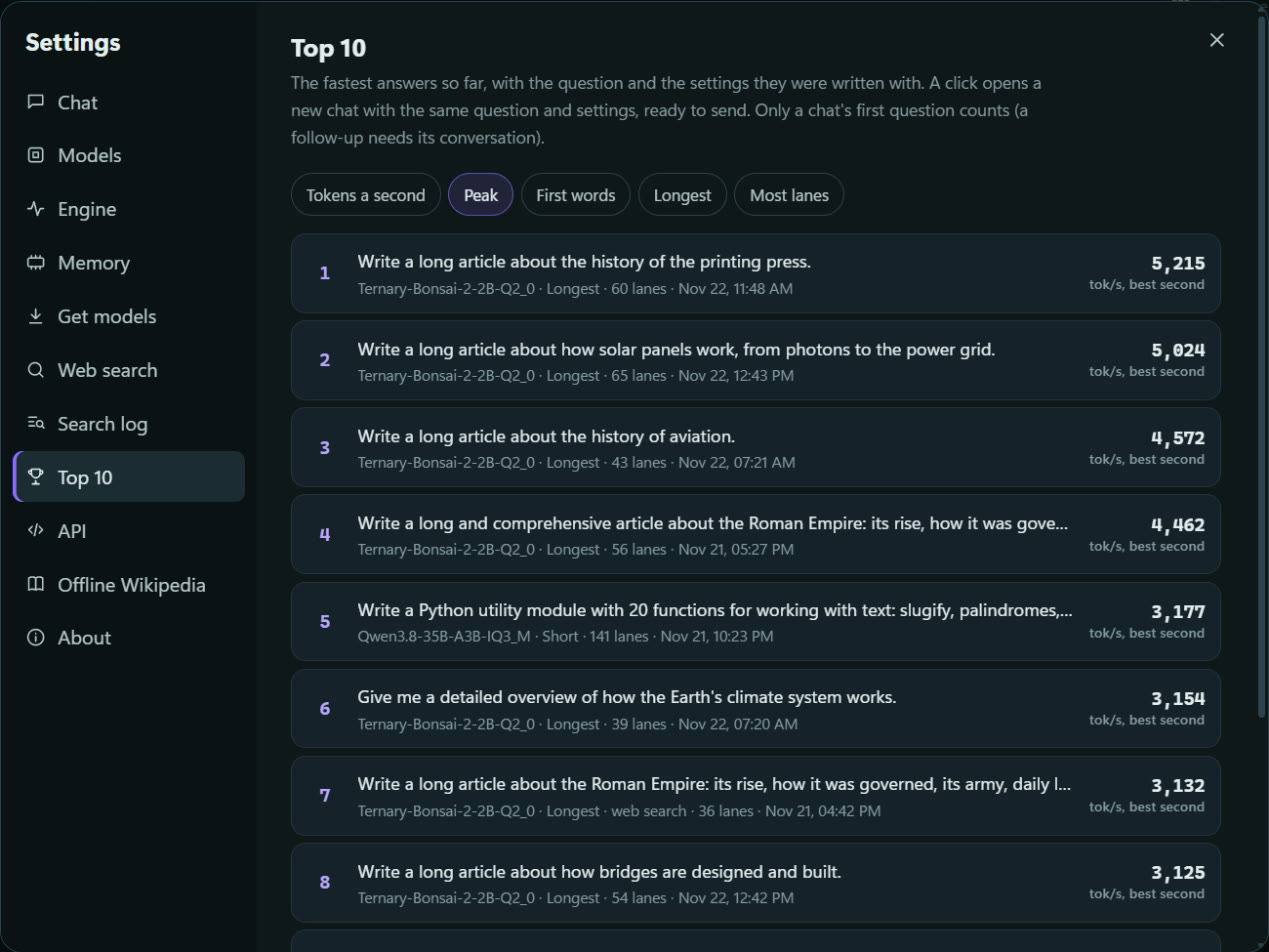 Settings
Chat
Models
Engine
Memory
Get models
Web search
Search log
Top 10
API
Offline Wikipedia
About
Top 10
The fastest answers so far, with the question and the settings they were written with. A click opens a
new chat with the same question and settings, ready to send. Only a chat's first question counts (a
follow-up needs its conversation).
Tokens a second
Peak
First words
Longest
Most lanes
1
Write a long article about the history of the printing press.
Ternary-Bonsai-2-2B-Q2_0 · Longest · 60 lanes · Nov 22, 11:48 AM
5,215
tok/s, best second
2
Write a long article about how solar panels work, from photons to the power grid.
Ternary-Bonsai-2-2B-Q2_0 · Longest · 65 lanes · Nov 22, 12:43 PM
5,024
tok/s, best second
3
Write a long article about the history of aviation.
Ternary-Bonsai-2-2B-Q2_0 · Longest · 43 lanes · Nov 22, 07:21 AM
4,572
tok/s, best second
4
Write a long and comprehensive article about the Roman Empire: its rise, how it was gove...
Ternary-Bonsai-2-2B-Q2_0 · Longest · 56 lanes · Nov 21, 05:27 PM
4,462
tok/s, best second
5
Write a Python utility module with 20 functions for working with text: slugify, palindromes,...
Qwen3.8-35B-A3B-IQ3_M · Short · 141 lanes · Nov 21, 10:23 PM
3,177
tok/s, best second
6
Give me a detailed overview of how the Earth's climate system works.
Ternary-Bonsai-2-2B-Q2_0 · Longest · 39 lanes · Nov 22, 07:20 AM
3,154
tok/s, best second
7
Write a long article about the Roman Empire: its rise, how it was governed, its army, daily l...
Ternary-Bonsai-2-2B-Q2_0 · Longest · web search · 36 lanes · Nov 21, 04:42 PM
3,132
tok/s, best second
8
Write a long article about how bridges are designed and built.
Ternary-Bonsai-2-2B-Q2_0 · Longest · 54 lanes · Nov 22, 12:42 PM
3,125
tok/s, best second